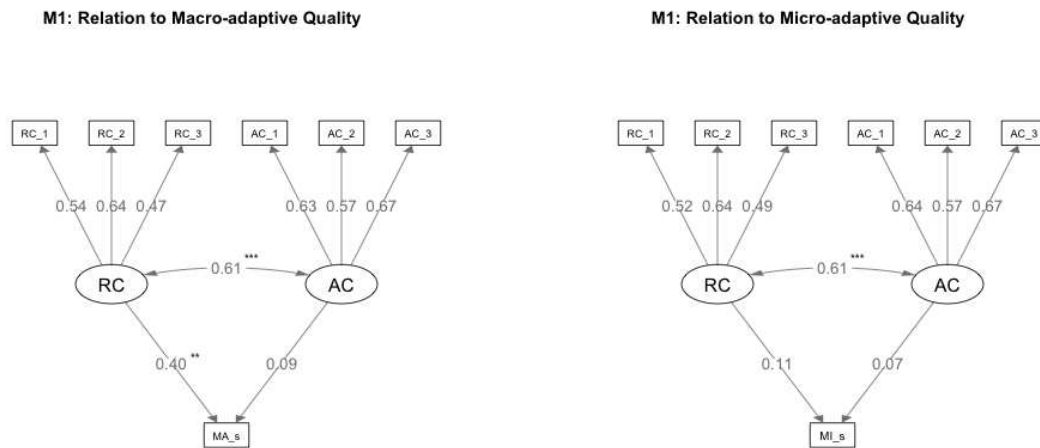 M1: Relation to Macro-adaptive Quality
RC_1 RC_2 RC_3 AC_1 AC_2 AC_3
0.54 0.64 0.47 0.63 0.57 0.67
0.61 ***
RC AC
0.40 ** 0.09
MA_s
M1: Relation to Micro-adaptive Quality
RC_1 RC_2 RC_3 AC_1 AC_2 AC_3
0.52 0.64 0.49 0.64 0.57 0.67
0.61 ***
RC AC
0.11 0.07
MI_s